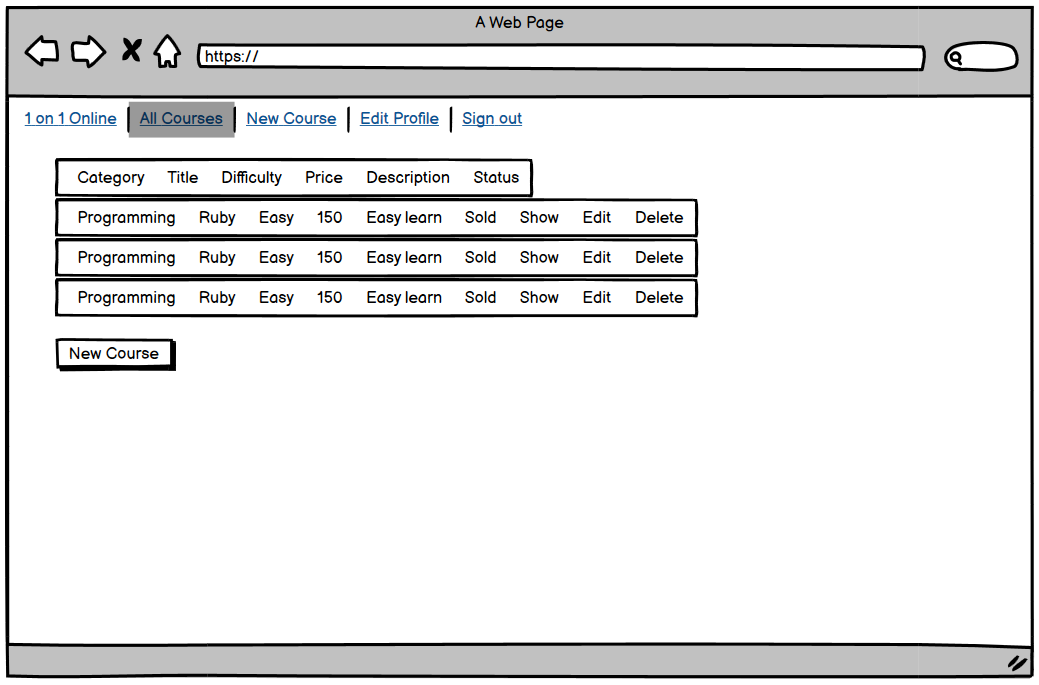 A Web Page
https://
1 on 1 Online All Courses New Course Edit Profile Sign out
Category Title Difficulty Price Description Status
Programming Ruby Easy 150 Easy learn Sold Show Edit Delete
Programming Ruby Easy 150 Easy learn Sold Show Edit Delete
Programming Ruby Easy 150 Easy learn Sold Show Edit Delete
New Course